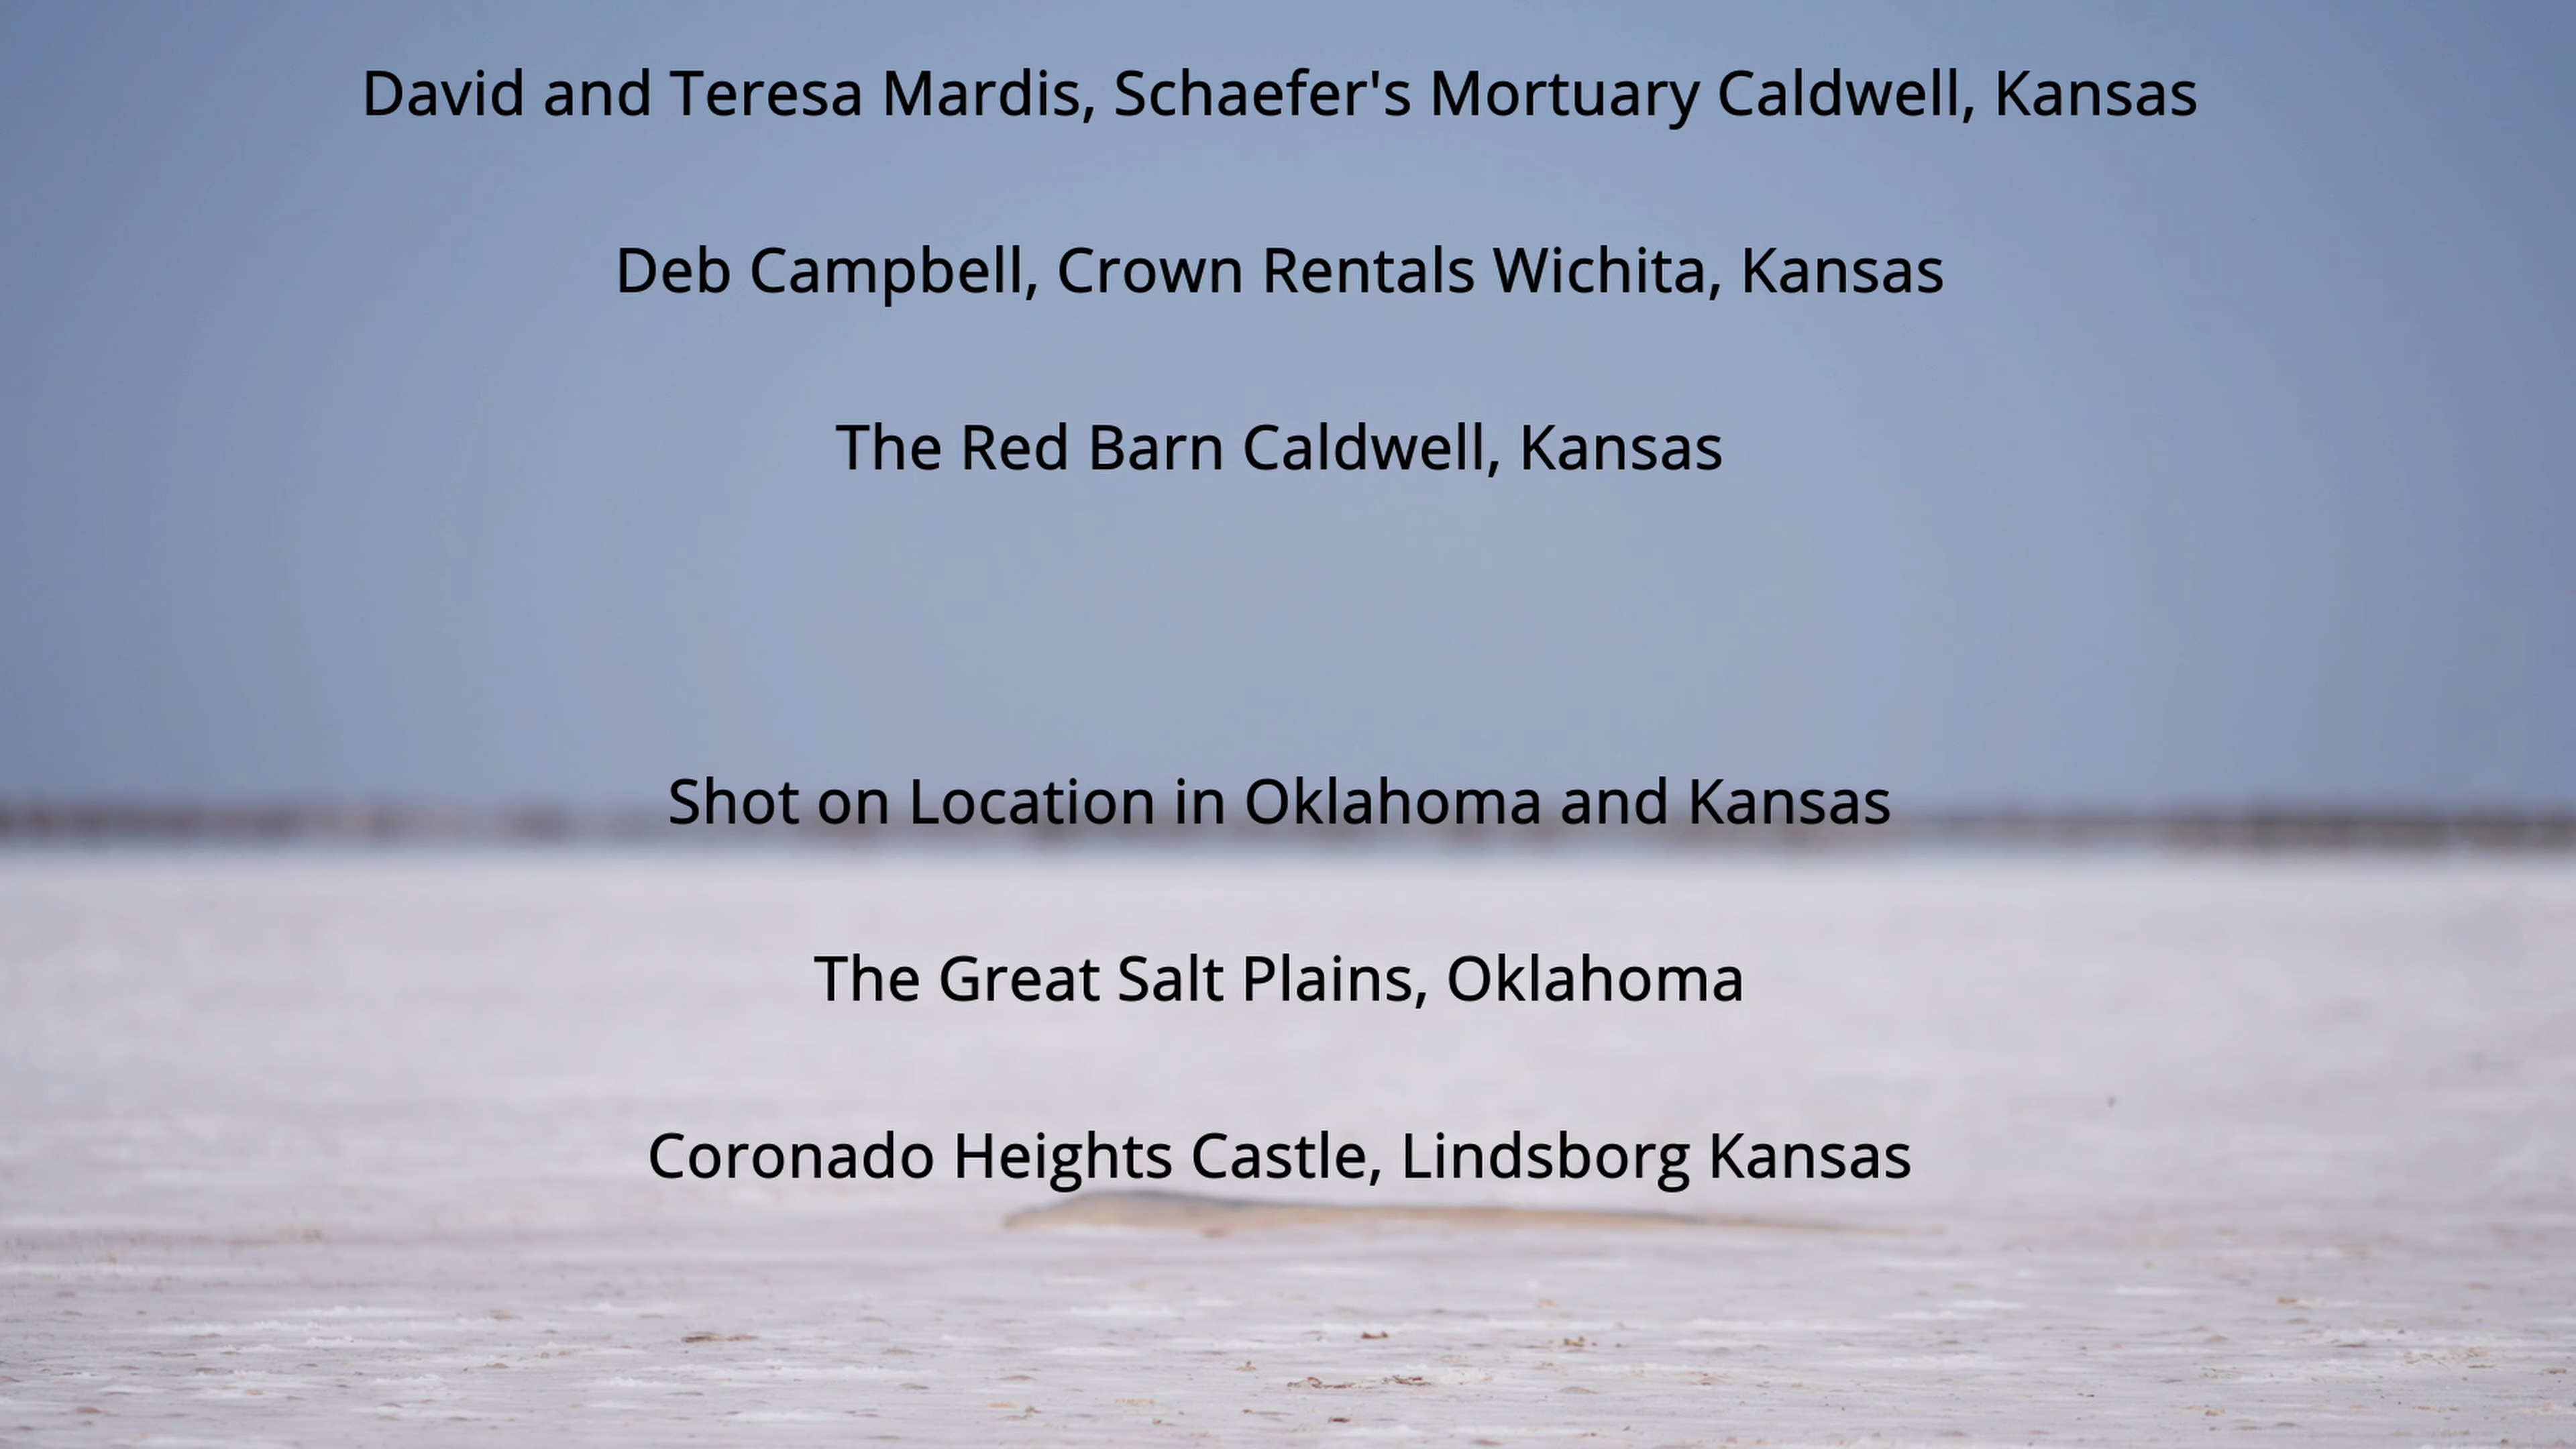 David and Teresa Mardis, Schaefer's Mortuary Caldwell, Kansas
Deb Campbell, Crown Rentals Wichita, Kansas
The Red Barn Caldwell, Kansas
Shot on Location in Oklahoma and Kansas
The Great Salt Plains, Oklahoma
Coronado Heights Castle, Lindsborg Kansas